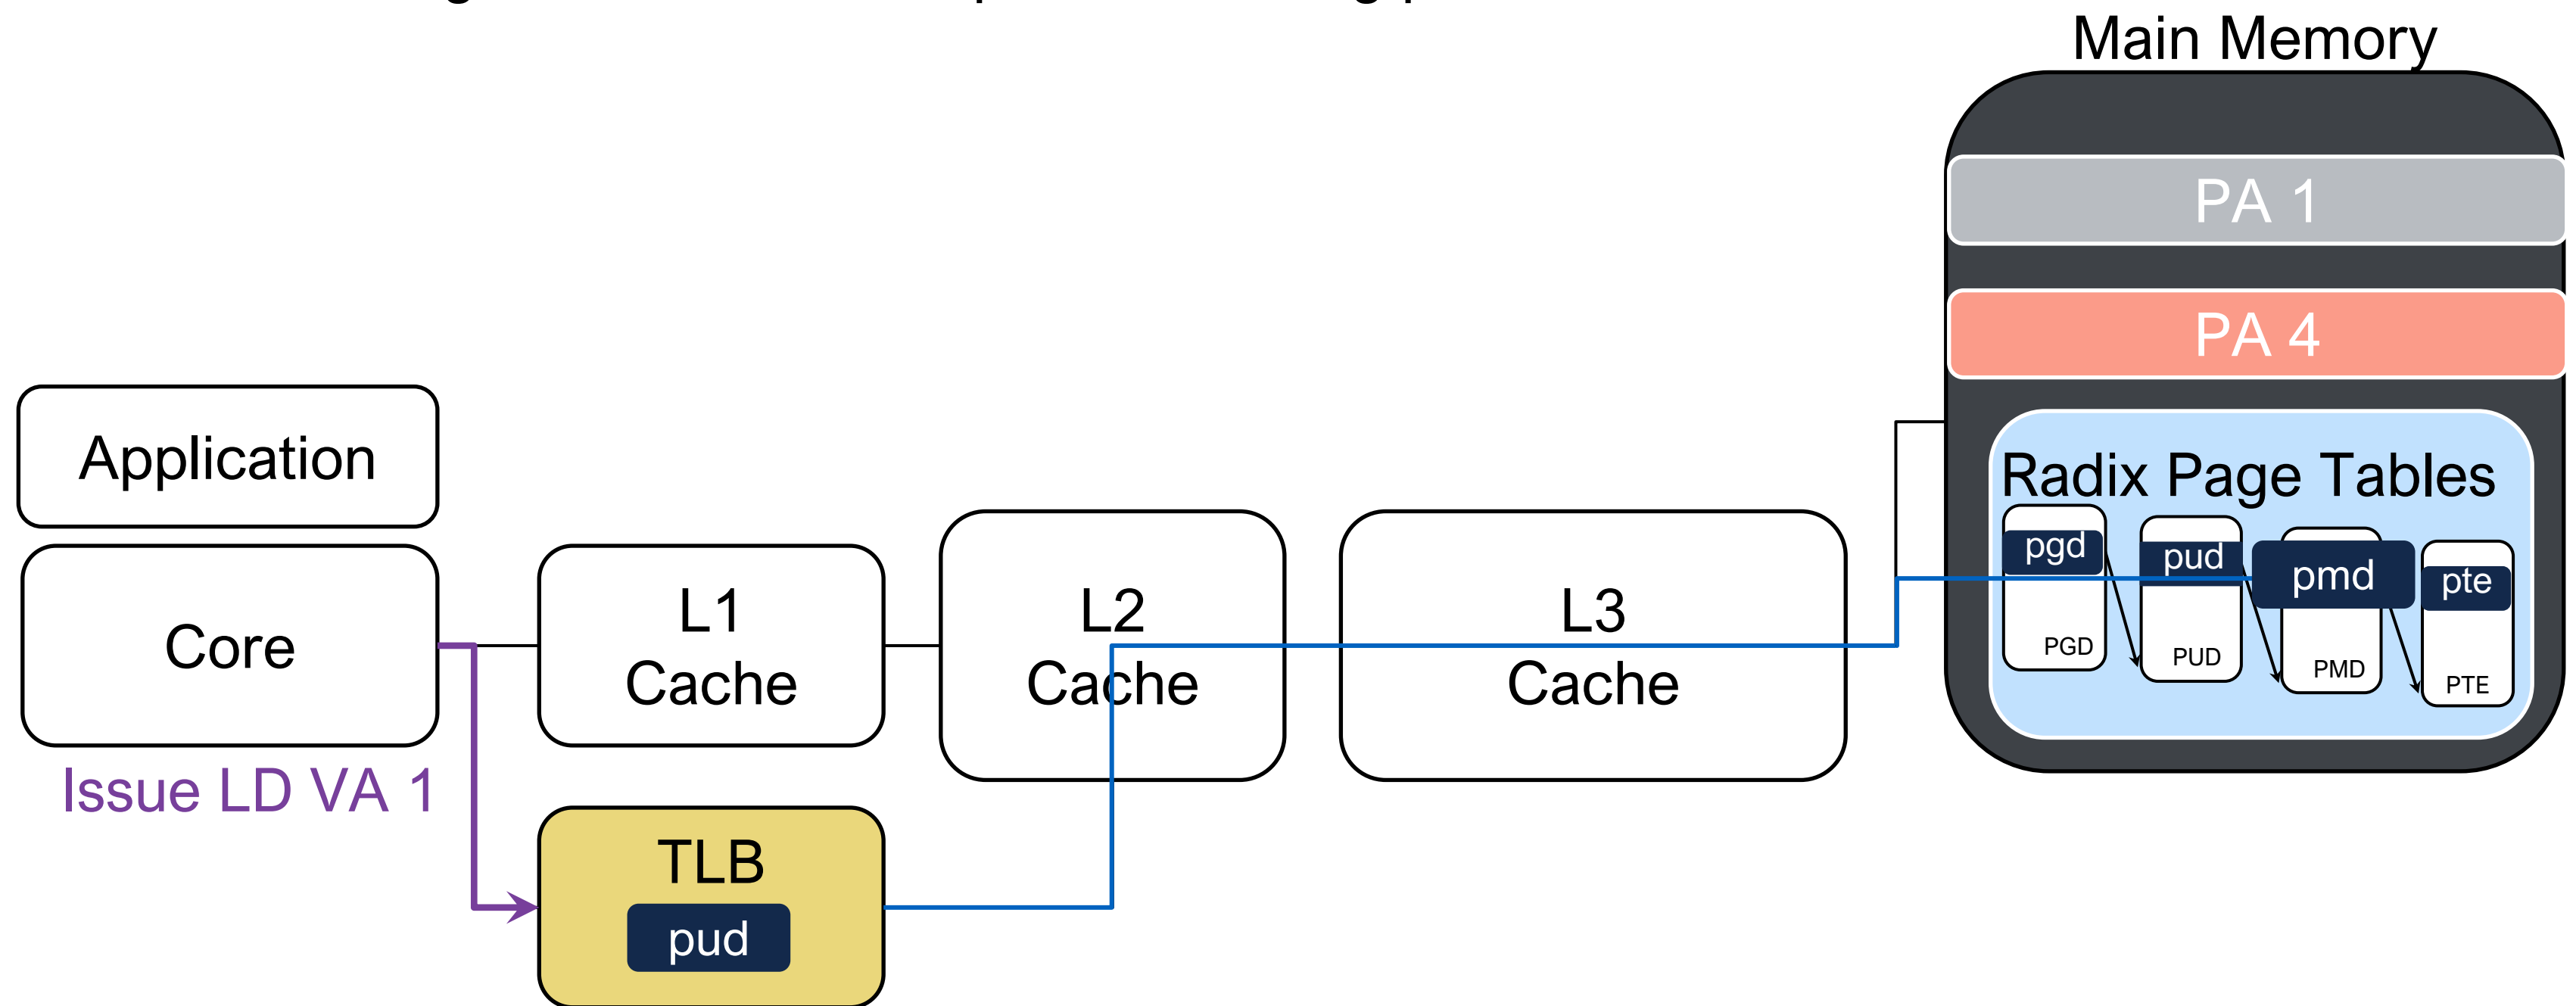 Main Memory
PA 1
PA 4
Application
Radix Page Tables
pgd
pud
pmd
pte
Core
L1
Cache
L2
Cache
L3
Cache
PGD
PUD
PMD
PTE
Issue LD VA 1
TLB
pud